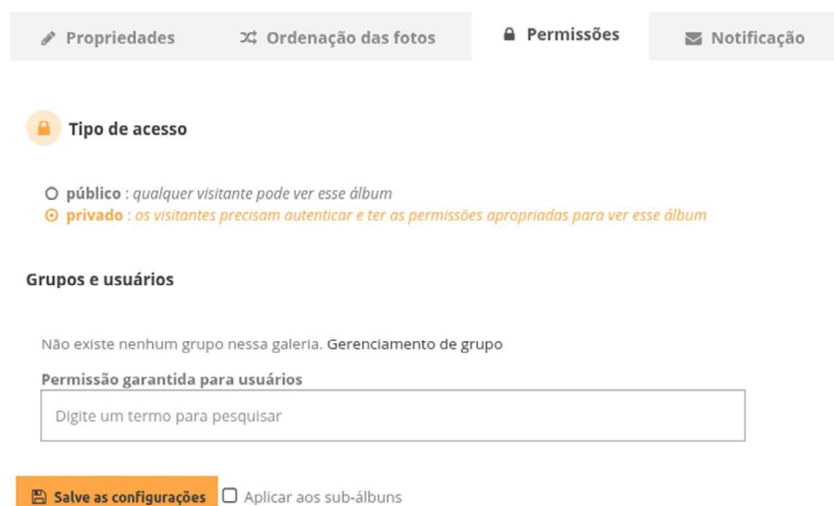 Propriedades
Ordenação das fotos
Permissões
Notificação
Tipo de acesso
público : qualquer visitante pode ver esse álbum
privado : os visitantes precisam autenticar e ter as permissões apropriadas para ver esse álbum
Grupos e usuários
Não existe nenhum grupo nessa galeria. Gerenciamento de grupo
Permissão garantida para usuários
Digite um termo para pesquisar
Salve as configurações
Aplicar aos sub-álbuns